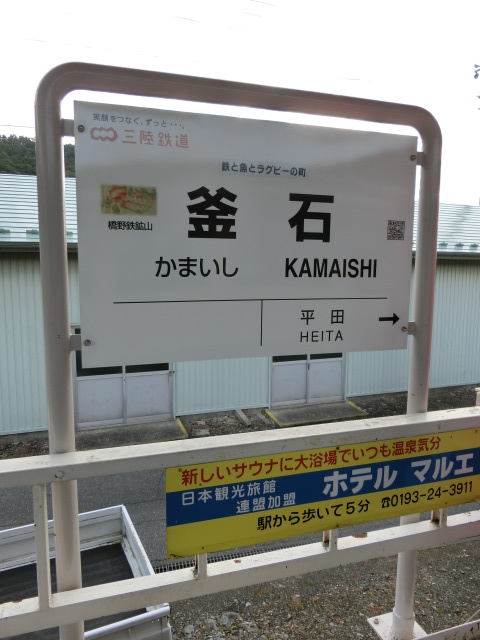 笑顔をつなぐ、ずっと・・・。
三陸鉄道
鉄と魚とラグビーの町
釜石
橋野鉄鉱山
かまいし KAMAISHI
平田
HEITA
新しいサウナに大浴場でいつも温泉気分
日本観光旅館
連盟加盟
ホテル マルエ
駅から歩いて5分 ☎0193-24-3911